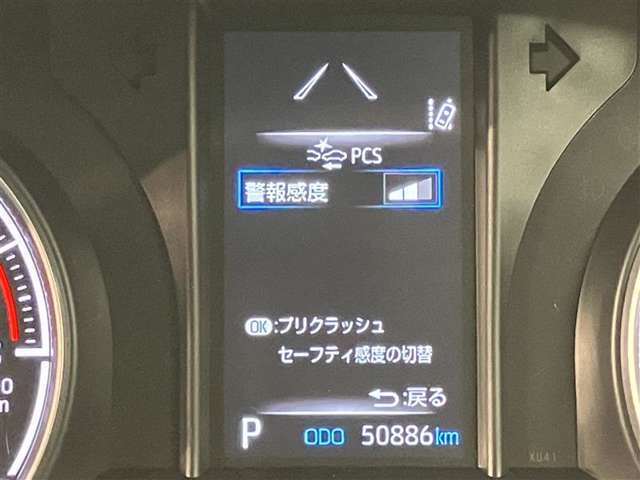 PCS
警報感度
OK:プリクラッシュ
セーフティ感度の切替
:戻る
P ODO 50886km
XU41